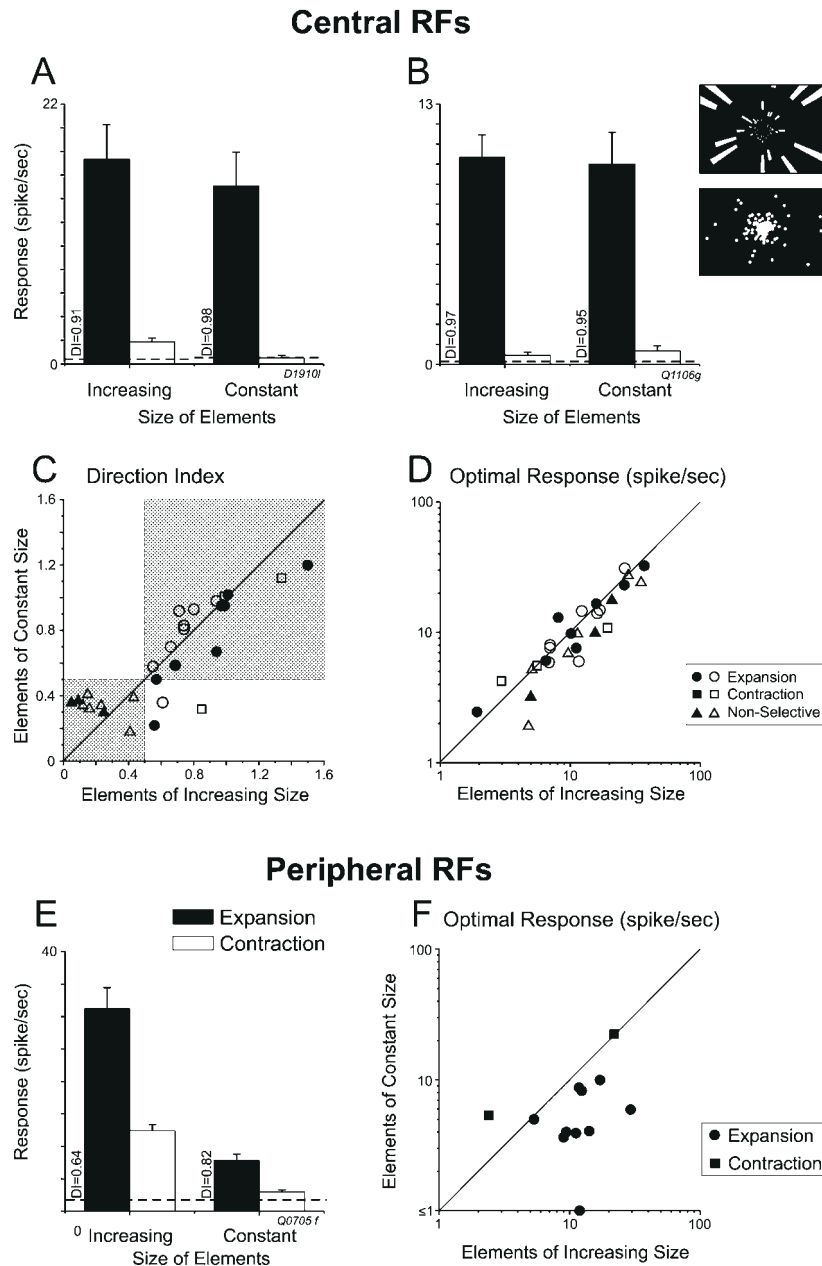 Central RFs
A
Response (spike/sec)
22
0
DI=0.91
DI=0.98
D1910l
Increasing
Constant
Size of Elements
B
13
0
DI=0.97
DI=0.95
Q1106g
Increasing
Constant
Size of Elements
C
Direction Index
Elements of Constant Size
1.6
1.2
0.8
0.4
0
0 0.4 0.8 1.2 1.6
Elements of Increasing Size
D
Optimal Response (spike/sec)
100
10
1
1 10 100
Elements of Increasing Size
Expansion
Contraction
Non-Selective
Peripheral RFs
E
Expansion
Contraction
Response (spike/sec)
40
0
DI=0.64
DI=0.82
Q0705 f
Increasing
Constant
Size of Elements
F
Optimal Response (spike/sec)
Elements of Constant Size
100
10
≤1
1 10 100
Elements of Increasing Size
Expansion
Contraction